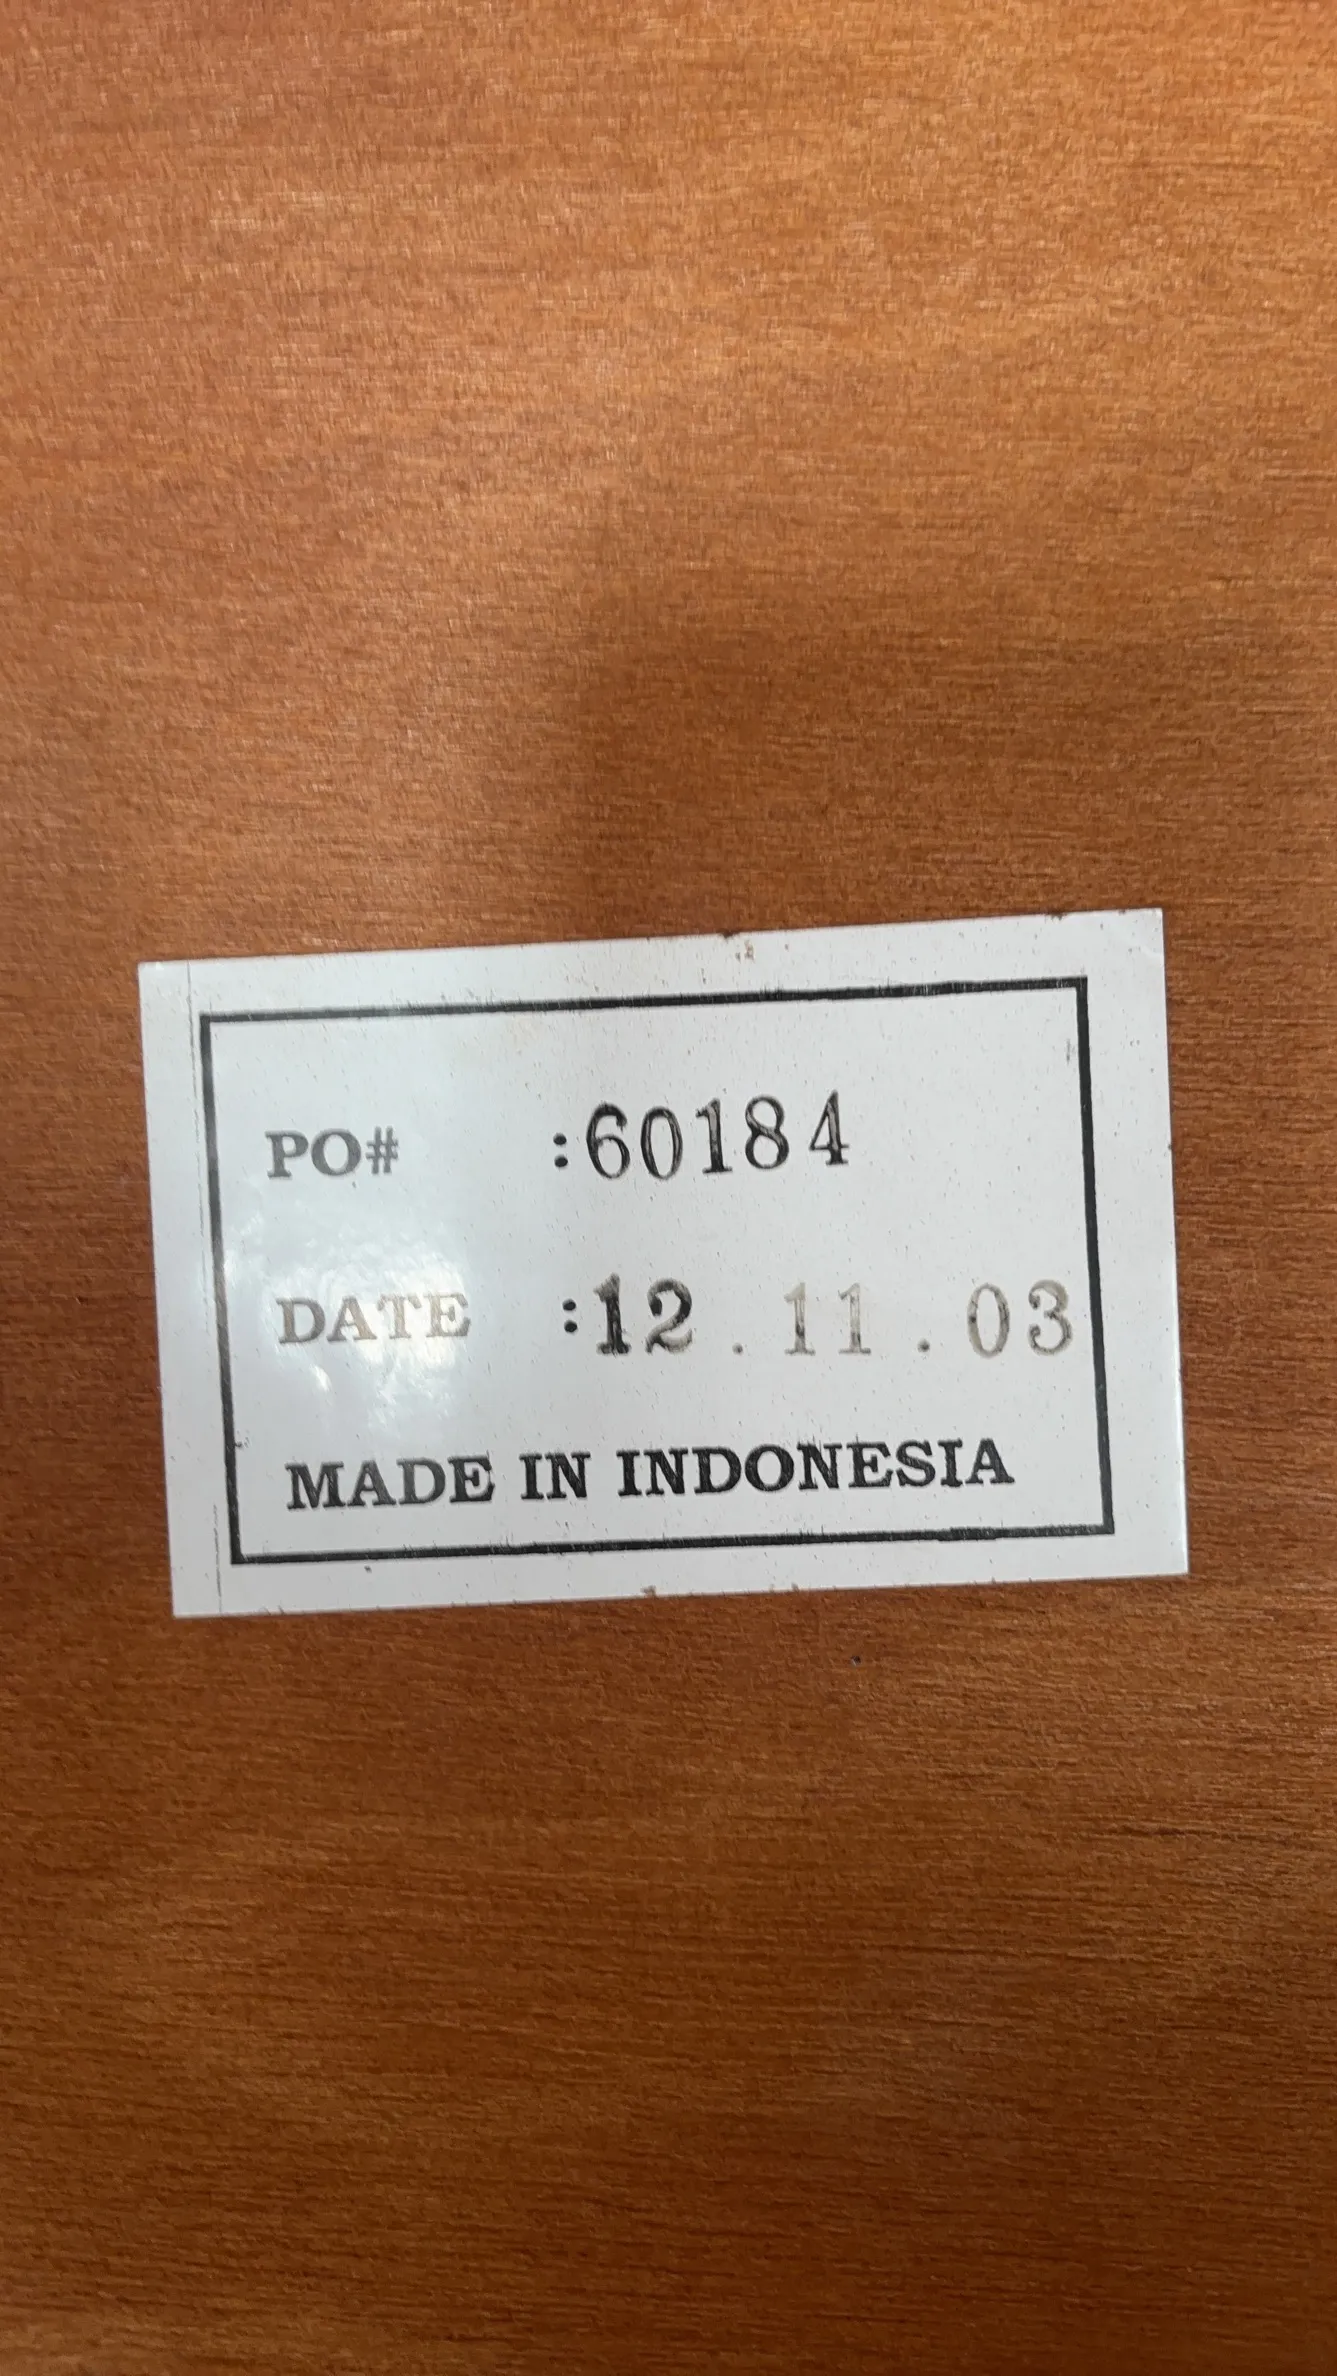 PO# :60184
DATE :12 . 11 . 03
MADE IN INDONESIA